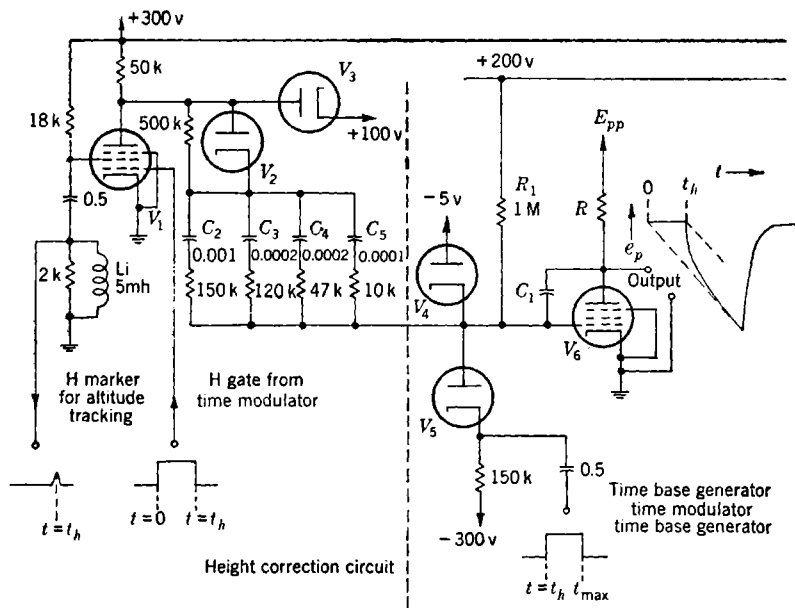 +300 v
50 k
V3
+200 v
18 k
500 k
+100 v
Epp
t
0
th
V2
R1
1 M
R
-5 v
ep
0.5
V1
C2
0.001
C3
0.0002
C4
0.0002
C5
0.0001
C1
Output
2 k
Li
5mh
150 k
120 k
47 k
10 k
V4
V6
H marker
for altitude
tracking
H gate from
time modulator
V5
150 k
0.5
Time base generator
time modulator
time base generator
t = th
t = 0
t = th
-300 v
Height correction circuit
t = th
tmax